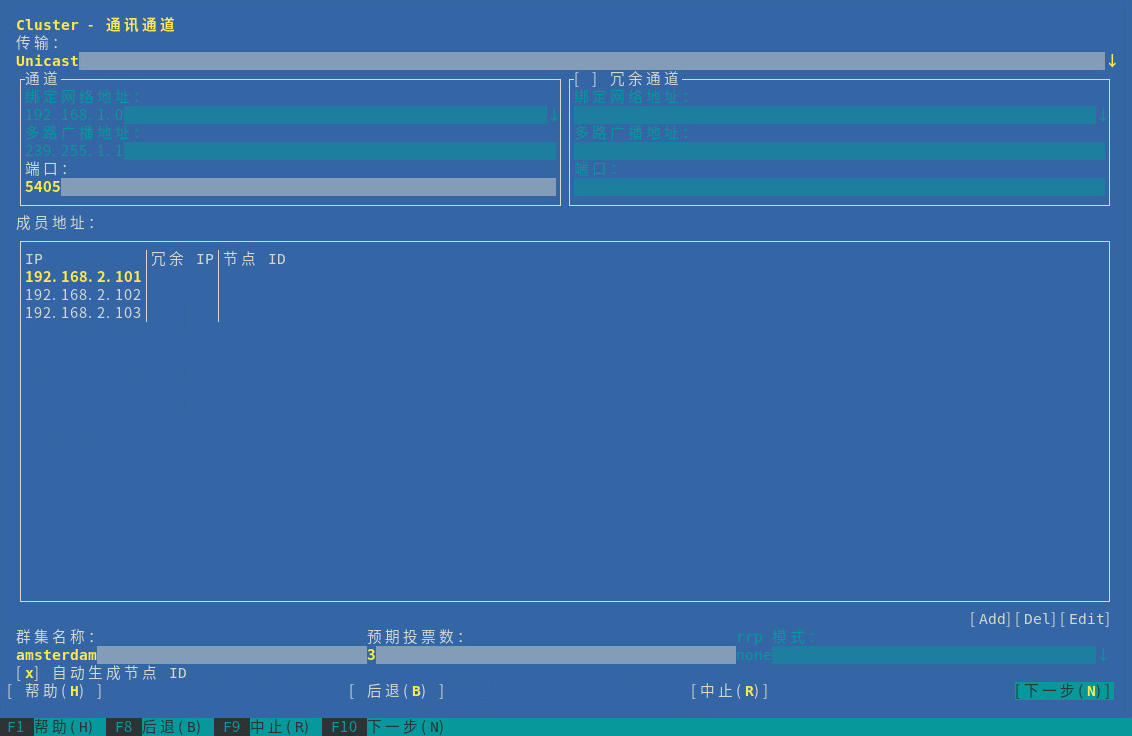 Cluster - 通讯通道
传输:
Unicast ↓
通道
绑定网络地址:
192.168.1.0 ↓
多路广播地址:
239.255.1.1
端口:
5405
[ ] 冗余通道
绑定网络地址:
↓
多路广播地址:
端口:
成员地址:
IP 冗余 IP 节点 ID
192.168.2.101
192.168.2.102
192.168.2.103
[Add][Del][Edit]
群集名称: 预期投票数: rrp 模式:
amsterdam 3 none ↓
[x] 自动生成节点 ID
[ 帮助(H) ] [ 后退(B) ] [中止(R)] [下一步(N)]
F1 帮助(H) F8 后退(B) F9 中止(R) F10 下一步(N)